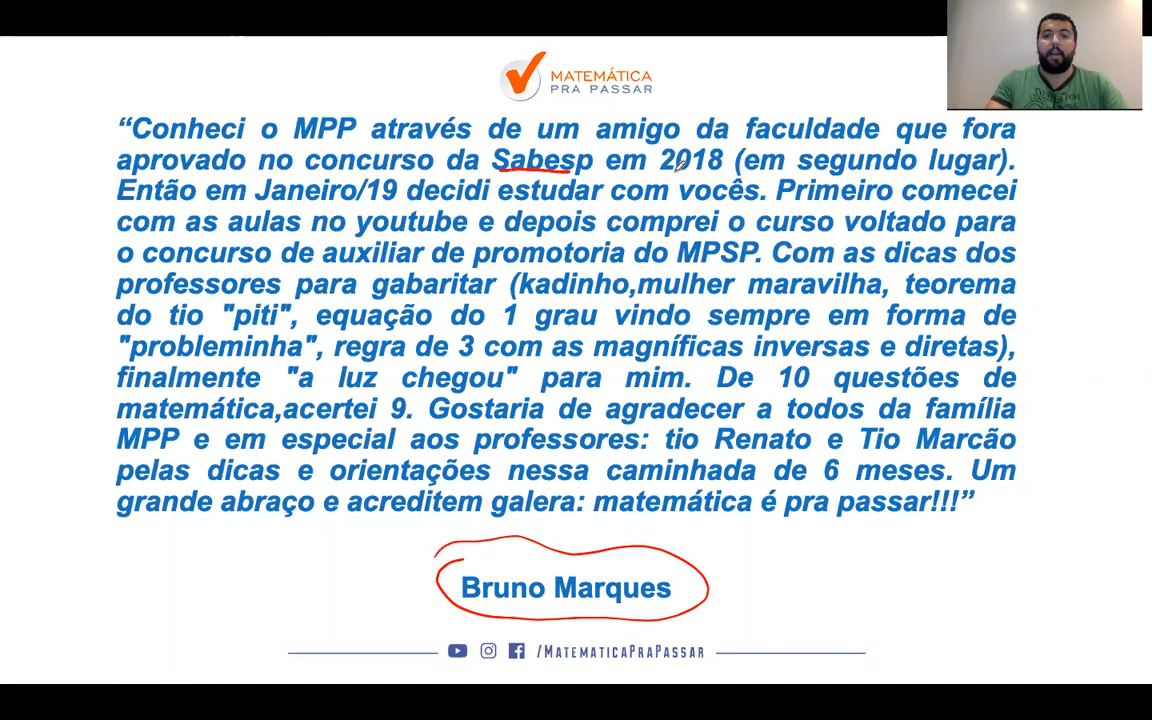 MATEMÁTICA
PRA PASSAR
“Conheci o MPP através de um amigo da faculdade que fora
aprovado no concurso da Sabesp em 2018 (em segundo lugar).
Então em Janeiro/19 decidi estudar com vocês. Primeiro comecei
com as aulas no youtube e depois comprei o curso voltado para
o concurso de auxiliar de promotoria do MPSP. Com as dicas dos
professores para gabaritar (kadinho,mulher maravilha, teorema
do tio "piti", equação do 1 grau vindo sempre em forma de
"probleminha", regra de 3 com as magníficas inversas e diretas),
finalmente "a luz chegou" para mim. De 10 questões de
matemática,acertei 9. Gostaria de agradecer a todos da família
MPP e em especial aos professores: tio Renato e Tio Marcão
pelas dicas e orientações nessa caminhada de 6 meses. Um
grande abraço e acreditem galera: matemática é pra passar!!!”
Bruno Marques
/MATEMATICAPRAPASSAR